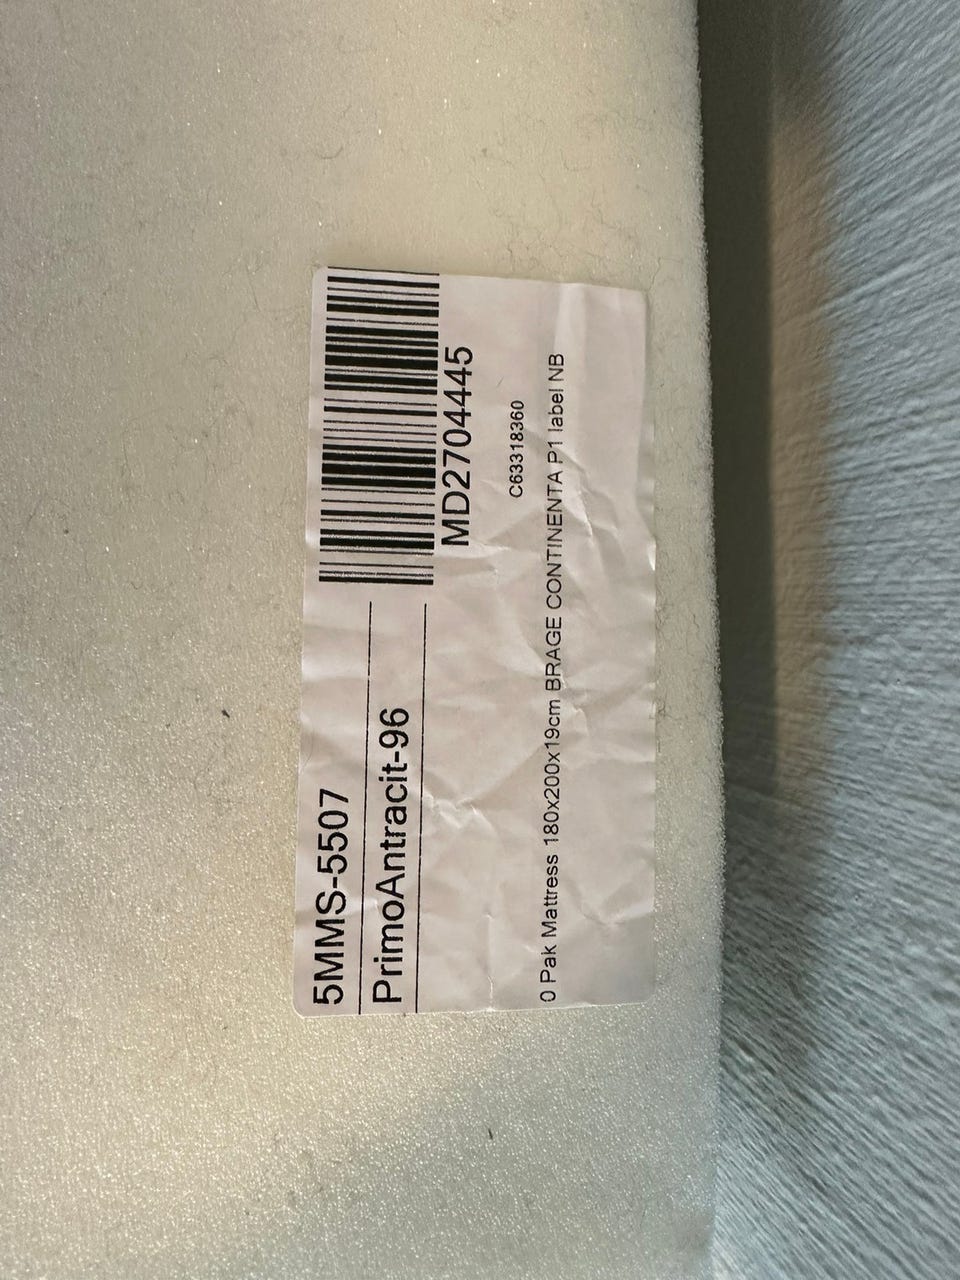 5MMS-5507
PrimoAntracit-96
MD2704445
C63318360
0 Pak Mattress 180x200x19cm BRAGE CONTINENTA P1 label NB